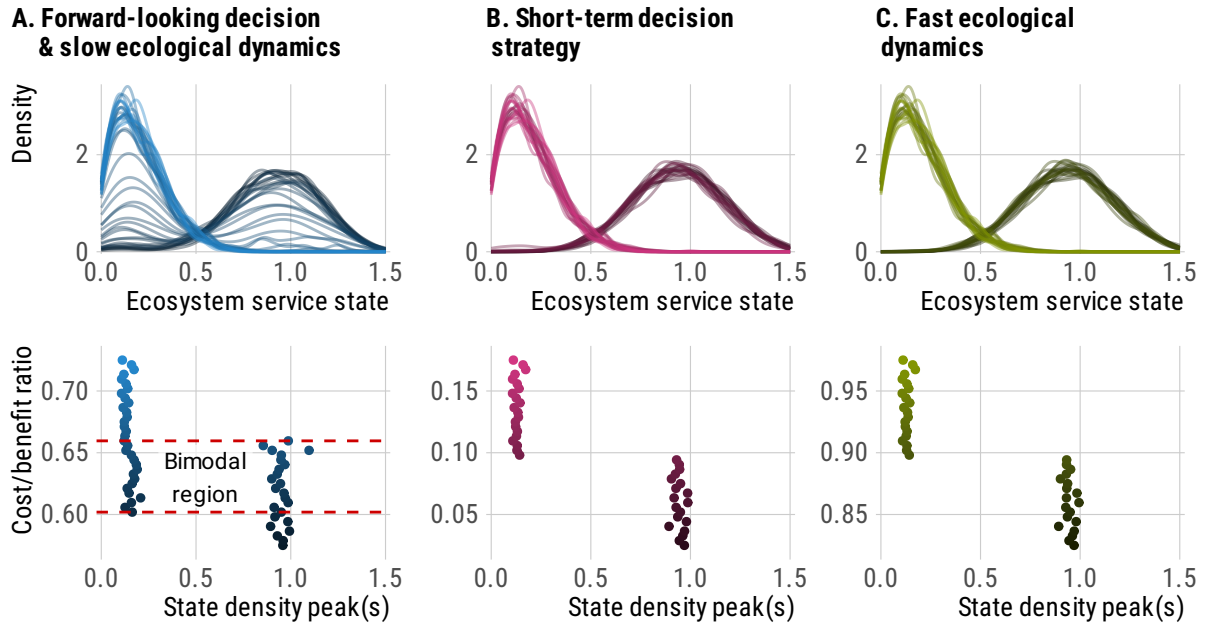 A. Forward-looking decision
& slow ecological dynamics
B. Short-term decision
strategy
C. Fast ecological
dynamics
Density
2
0
0.0 0.5 1.0 1.5
Ecosystem service state
2
0
0.0 0.5 1.0 1.5
Ecosystem service state
2
0
0.0 0.5 1.0 1.5
Ecosystem service state
Cost/benefit ratio
0.70
0.65
0.60
Bimodal
region
0.0 0.5 1.0 1.5
State density peak(s)
0.15
0.10
0.05
0.0 0.5 1.0 1.5
State density peak(s)
0.95
0.90
0.85
0.0 0.5 1.0 1.5
State density peak(s)